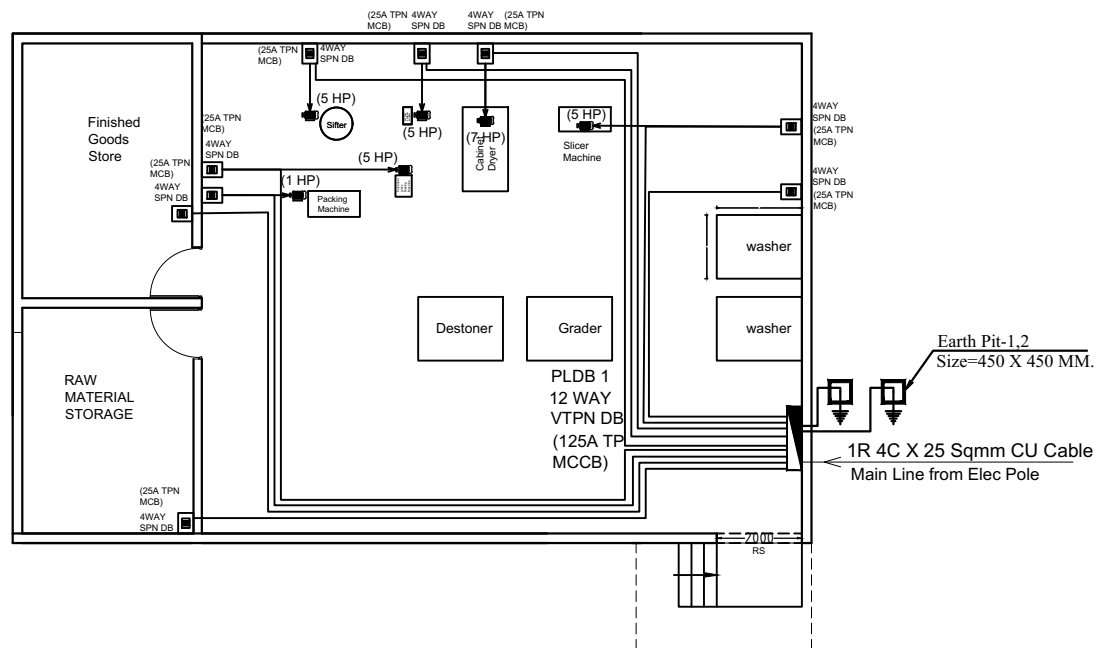 (25A TPN
MCB)
4WAY
SPN DB
4WAY
SPN DB
(25A TPN
MCB)
(25A TPN
MCB)
4WAY
SPN DB
(5 HP)
Sifter
(5 HP)
(7 HP)
Cabinet
Dryer
(5 HP)
Slicer
Machine
4WAY
SPN DB
(25A TPN
MCB)
Finished
Goods
Store
(25A TPN
MCB)
4WAY
SPN DB
(25A TPN
MCB)
4WAY
SPN DB
(5 HP)
(1 HP)
Packing
Machine
4WAY
SPN DB
(25A TPN
MCB)
washer
Destoner
Grader
washer
Earth Pit-1,2
Size=450 X 450 MM.
RAW
MATERIAL
STORAGE
PLDB 1
12 WAY
VTPN DB
(125A TP
MCCB)
1R 4C X 25 Sqmm CU Cable
Main Line from Elec Pole
(25A TPN
MCB)
4WAY
SPN DB
2000
RS